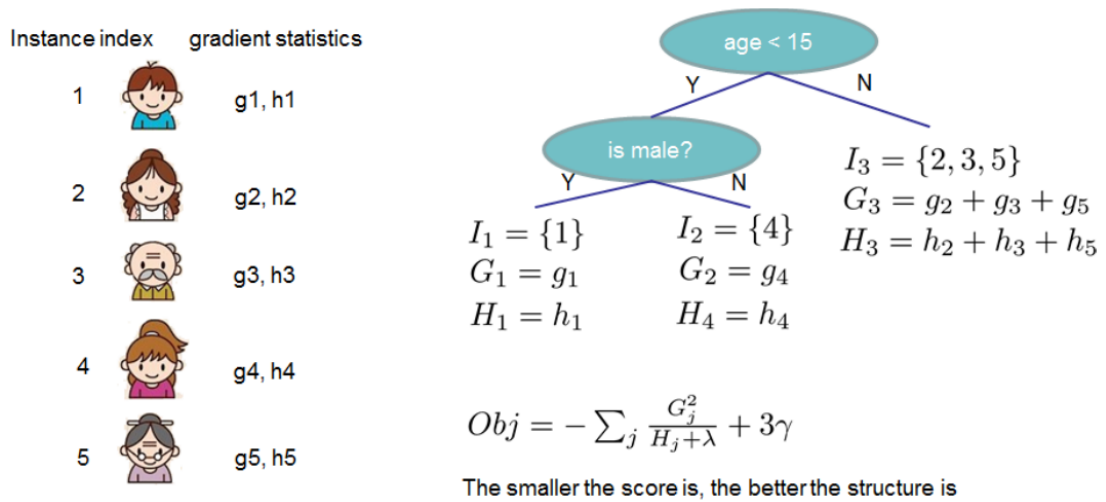 Instance index gradient statistics
1 g1, h1
2 g2, h2
3 g3, h3
4 g4, h4
5 g5, h5
age < 15
Y N
is male?
Y N
I₁ = {1}
G₁ = g₁
H₁ = h₁
I₂ = {4}
G₂ = g₄
H₄ = h₄
I₃ = {2, 3, 5}
G₃ = g₂ + g₃ + g₅
H₃ = h₂ + h₃ + h₅
Obj = − ∑ⱼ Gⱼ² / (Hⱼ+λ) + 3γ
The smaller the score is, the better the structure is